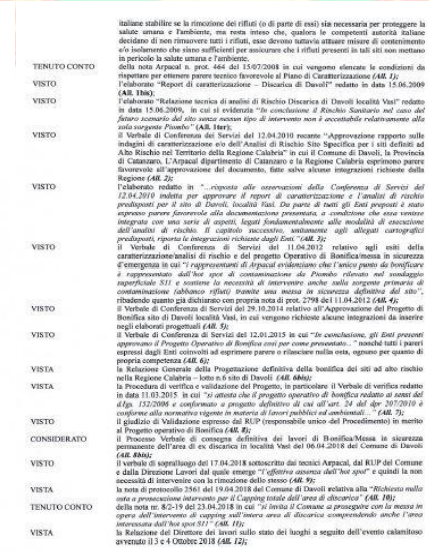 italiane stabilire se la rimozione dei rifiuti (o di parte di essi) sia necessaria per proteggere la
salute umana e l'ambiente, ma resta inteso che, qualora le competenti autorità italiane
decidano di non rimuovere tutti i rifiuti, esse devono tuttavia attuare misure di contenimento
e/o isolamento che siano sufficienti per assicurare che i rifiuti presenti in tali siti non mettano
in pericolo la salute umana e l'ambiente.
TENUTO CONTO della nota Arpacal n. prot. 464 del 15/07/2008 in cui vengono elencate le condizioni da
rispettare per ottenere parere favorevole al Piano di Caratterizzazione (All. 1);
VISTO l'elaborato "Report di caratterizzazione – Discarica di Davoli" redatto in data 15.06.2009
(All. 1bis);
VISTO l'elaborato "Relazione tecnica di analisi di Rischio Discarica di Davoli località Vasì" redatto
in data 15.06.2009, in cui si evidenzia "In conclusione il Rischio Sanitario nel caso del
futuro scenario del sito senza nessun tipo di intervento non è accettabile relativamente alla
sola sorgente Piombo" (All. 1ter);
VISTO il Verbale di Conferenza dei Servizi del 12.04.2010 recante "Approvazione rapporto sulle
indagini di caratterizzazione e/o dell'Analisi di Rischio Sito Specifica per i siti definiti ad
Alto Rischio nel Territorio della Regione Calabria" in cui il Comune di Davoli, la Provincia
di Catanzaro, L'Arpacal dipartimento di Catanzaro e la Regione Calabria esprimono parere
favorevole all'approvazione del documento, fatte salve alcune integrazioni richieste dalla
Regione (All. 2);
VISTO l'elaborato redatto in "...risposta alle osservazioni della Conferenza di Servizi del
12.04.2010 indetta per approvare il report di caratterizzazione e l'analisi di rischio
predisposti per il sito di Davoli, località Vasì. Da parte di tutti gli Enti preposti è stato
espresso parere favorevole alla documentazione presentata, a condizione che essa venisse
integrata con una serie di aspetti, legati fondamentalmente alle modalità di esecuzione
dell'analisi di rischio. Il capitolo successivo, unitamente agli allegati cartografici
predisposti, riporta le integrazioni richieste dagli Enti."(All. 3);
VISTO il Verbale di Conferenza di Servizi del 11.04.2012 relativo agli esiti della
caratterizzazione/analisi di rischio e del progetto Operativo di Bonifica/messa in sicurezza
d'emergenza in cui "i rappresentanti di Arpacal evidenziano che l'unico punto da bonificare
è rappresentato dall'hot spot di contaminazione da Piombo rilevato nel sondaggio
superficiale S11 e sostiene la necessità di intervenire anche sulla sorgente primaria di
contaminazione (abbanco rifiuti) tramite una messa in sicurezza definitiva del sito",
ribadendo quanto già dichiarato con propria nota di prot. 2798 del 11.04.2012 (All. 4);
VISTO il Verbale di Conferenza di Servizi del 29.10.2014 relativo all'Approvazione del Progetto di
Bonifica sito di Davoli località Vasì, in cui vengono richieste alcune integrazioni da inserire
negli elaborati progettuali (All. 5);
VISTO il Verbale di Conferenza di Servizi del 12.01.2015 in cui "In conclusione, gli Enti presenti
approvano il Progetto Operativo di Bonifica così per come presentato..." nonché tutti i pareri
espressi dagli Enti coinvolti ad esprimere parere o rilasciare nulla osta, ognuno per quanto di
propria competenza (All. 6);
VISTA la Relazione Generale della Progettazione definitiva della bonifica dei siti ad alto rischio
nella Regione Calabria – lotto n.6 sito di Davoli (All. 6bis);
VISTA la Procedura di verifica e validazione del Progetto, in particolare il Verbale di verifica redatto
in data 11.03.2015 in cui "si attesta che il progetto operativo di bonifica redatto ai sensi del
d.lgs. 152/2006 e conformato a progetto definitivo di cui all'art. 24 del dpr 207/2010 è
conforme alla normativa vigente in materia di lavori pubblici ed ambientali..." (All. 7);
VISTO il giudizio di Validazione espresso dal RUP (responsabile unico del Procedimento) in merito
al progetto Operativo di Bonifica (All. 8);
CONSIDERATO il Processo Verbale di consegna definitiva dei lavori di Bonifica/Messa in sicurezza
permanente dell'area di ex discarica in località Vasì del 06.04.2018 del Comune di Davoli
(All. 8bis);
VISTO il verbale di sopralluogo del 17.04.2018 sottoscritto dai tecnici Arpacal, dal RUP del Comune
e dalla Direzione Lavori dal quale emerge "l'effettiva assenza dall'hot spot" e quindi la non
necessità di intervenire con la rimozione dello stesso (All. 9);
VISTA la nota di protocollo 2561 del 19.04.2018 del Comune di Davoli relativa alla "Richiesta nulla
osta a prosecuzione intervento per il Capping totale dell'area di discarica" (All. 10);
TENUTO CONTO della nota nr. 8/2-19 del 23.04.2018 in cui "si invita il Comune a proseguire con la messa in
opera dell'intervento di capping sull'intera area di discarica comprendendo anche l'area
interessata dall'hot spot S11" (All. 11);
VISTA la Relazione del Direttore dei lavori sullo stato dei luoghi a seguito dell'evento calamitoso
avvenuto il 3 e 4 Ottobre 2018 (All. 12);